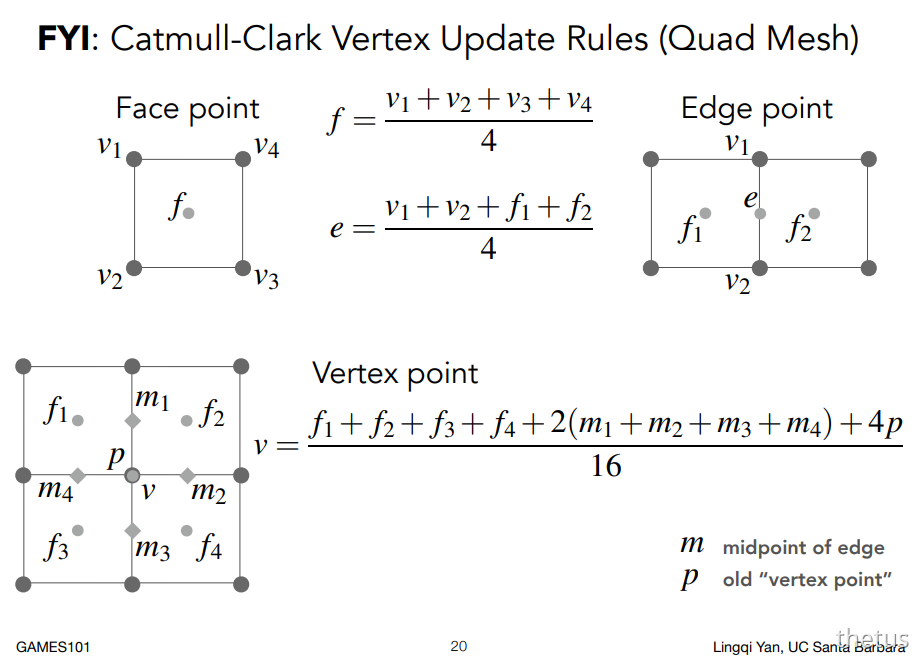 FYI: Catmull-Clark Vertex Update Rules (Quad Mesh)
Face point
v1 v4
f
v2 v3
f = (v1 + v2 + v3 + v4) / 4
e = (v1 + v2 + f1 + f2) / 4
Edge point
v1
e
f1 f2
v2
f1 m1 f2
p
m4 v m2
f3 m3 f4
Vertex point
v = (f1 + f2 + f3 + f4 + 2(m1 + m2 + m3 + m4) + 4p) / 16
m midpoint of edge
p old “vertex point”
GAMES101
20
Lingqi Yan, UC Santa Barbara
thetus